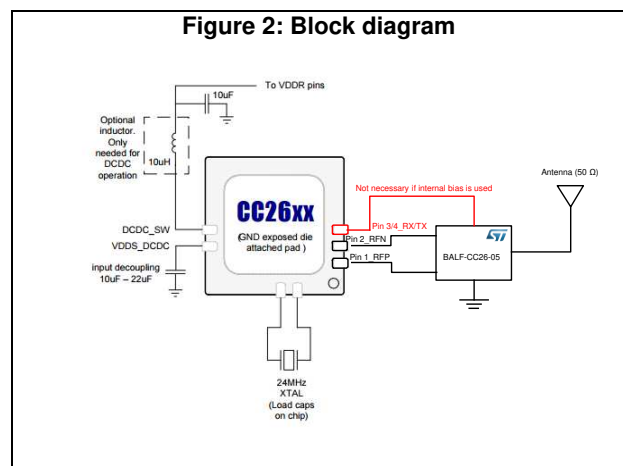 Figure 2: Block diagram
To VDDR pins
10uF
Optional
inductor.
Only
needed for
DCDC
operation
10uH
CC26xx
(GND exposed die
attached pad )
DCDC_SW
VDDS_DCDC
input decoupling
10uF – 22uF
24MHz
XTAL
(Load caps
on chip)
Not necessary if internal bias is used
Pin 3/4_RX/TX
Pin 2_RFN
Pin 1_RFP
ST
BALF-CC26-05
Antenna (50 Ω)